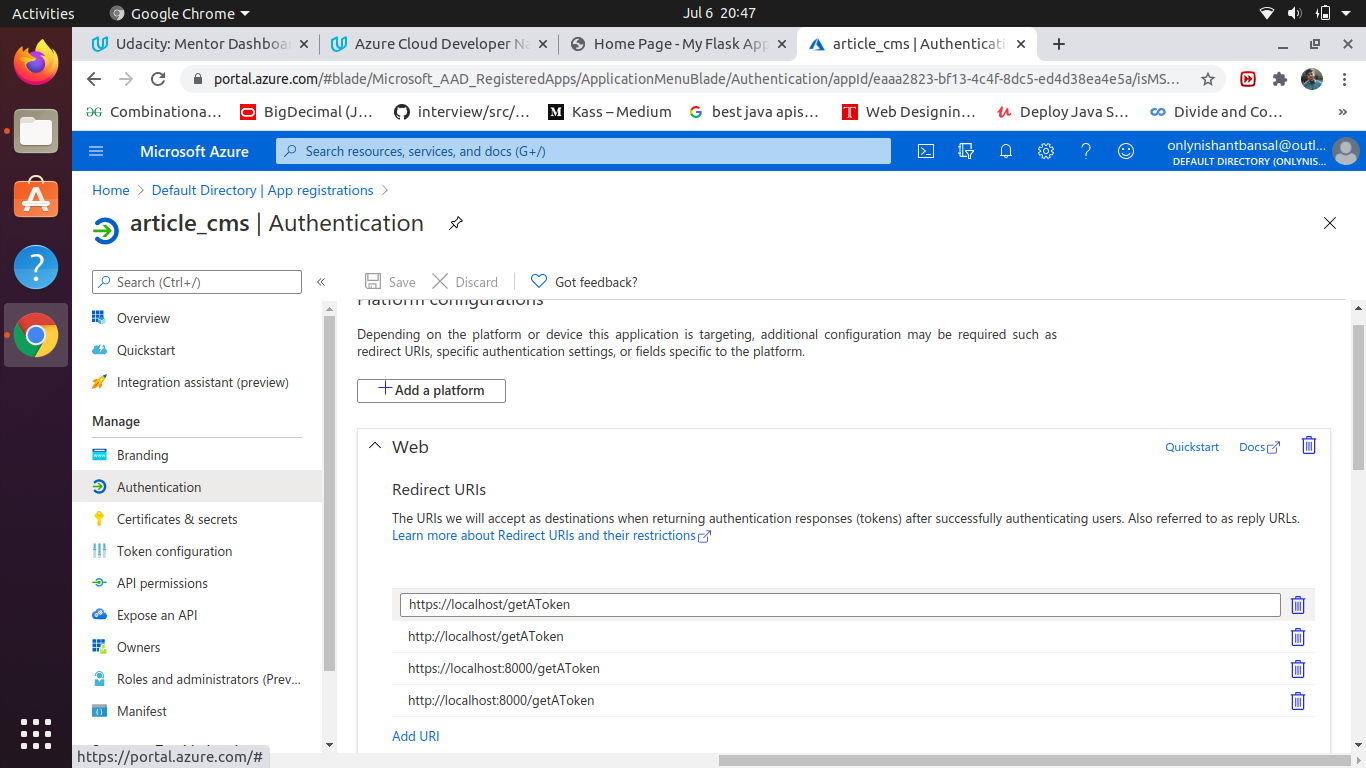 Activities
Google Chrome
Jul 6 20:47
Udacity: Mentor Dashboa
Azure Cloud Developer Na
Home Page - My Flask App
article_cms | Authenticati
portal.azure.com/#blade/Microsoft_AAD_RegisteredApps/ApplicationMenuBlade/Authentication/appId/eaaa2823-bf13-4c4f-8dc5-ed4d38ea4e5a/isMS...
Combinationa...
BigDecimal (J...
interview/src/...
Kass – Medium
best java apis...
Web Designin...
Deploy Java S...
Divide and Co...
»
Microsoft Azure
Search resources, services, and docs (G+/)
onlynishantbansal@outl...
DEFAULT DIRECTORY (ONLYNIS...
Home
Default Directory | App registrations
article_cms | Authentication
Search (Ctrl+/)
«
Save
Discard
Got feedback?
Overview
Quickstart
Integration assistant (preview)
Manage
Branding
Authentication
Certificates & secrets
Token configuration
API permissions
Expose an API
Owners
Roles and administrators (Prev...
Manifest
https://portal.azure.com/#
Platform configurations
Depending on the platform or device this application is targeting, additional configuration may be required such as
redirect URIs, specific authentication settings, or fields specific to the platform.
Add a platform
Web
Quickstart
Docs
Redirect URIs
The URIs we will accept as destinations when returning authentication responses (tokens) after successfully authenticating users. Also referred to as reply URLs.
Learn more about Redirect URIs and their restrictions
https://localhost/getAToken
http://localhost/getAToken
https://localhost:8000/getAToken
http://localhost:8000/getAToken
Add URI